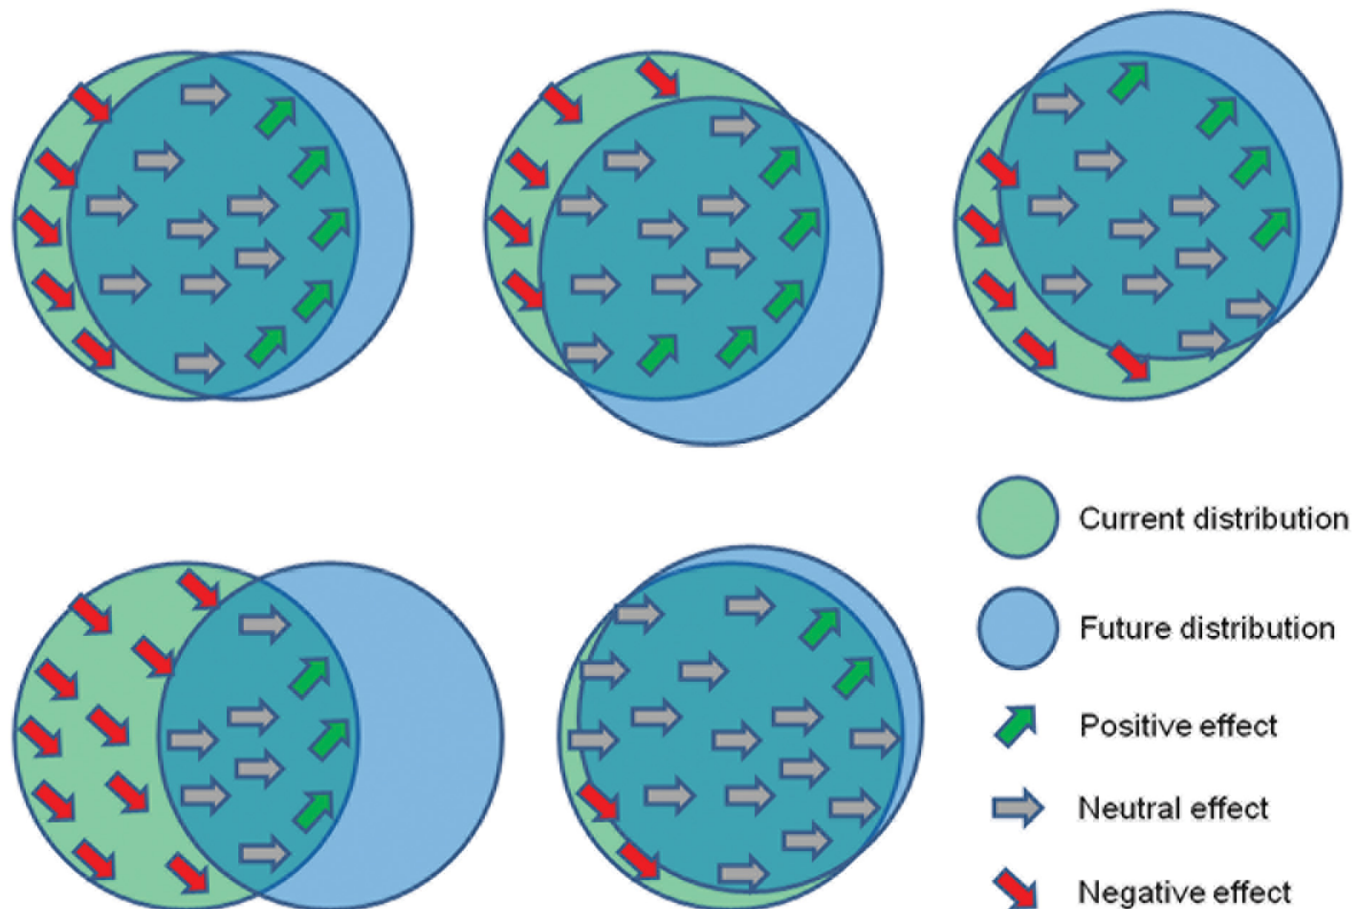 Current distribution
Future distribution
Positive effect
Neutral effect
Negative effect